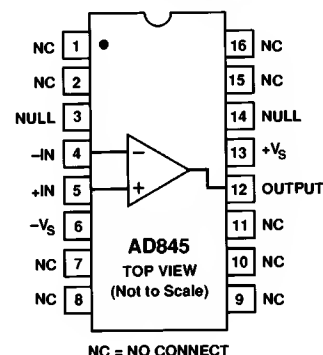 NC 1 16 NC
NC 2 15 NC
NULL 3 14 NULL
–IN 4 – 13 +VS
+IN 5 + 12 OUTPUT
–VS 6 11 NC
AD845
NC 7 TOP VIEW 10 NC
(Not to Scale)
NC 8 9 NC
NC = NO CONNECT